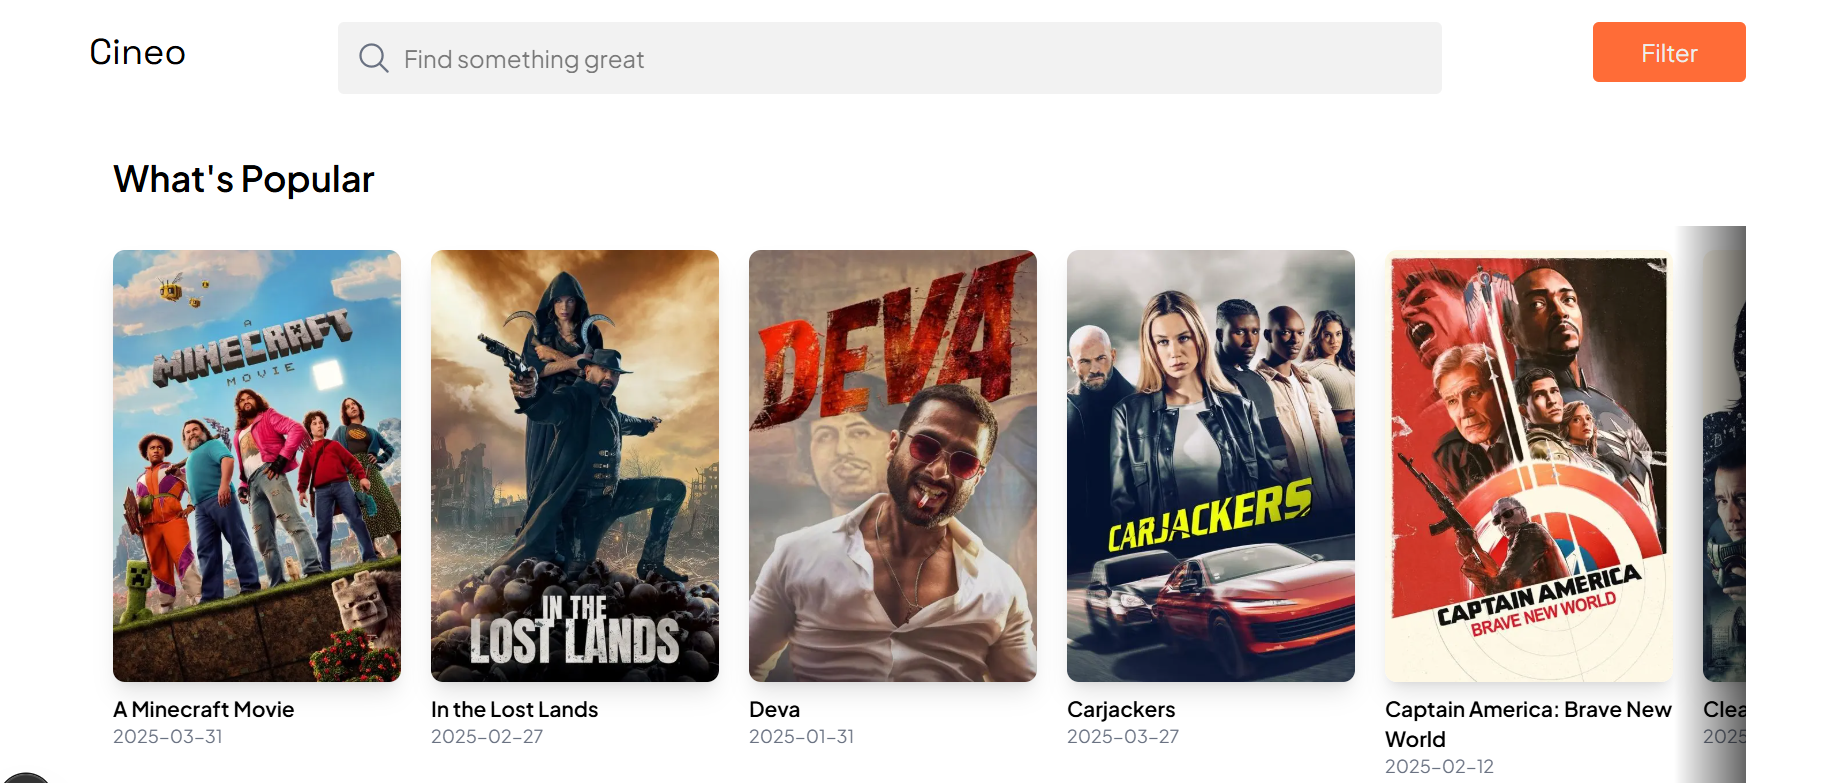 Cineo
Find something great
Filter
What's Popular
A
MINECRAFT
MOVIE
IN THE
LOST LANDS
DEVA
CARJACKERS
CAPTAIN AMERICA
BRAVE NEW WORLD
A Minecraft Movie
In the Lost Lands
Deva
Carjackers
Captain America: Brave New
World
Clea
2025-03-31
2025-02-27
2025-01-31
2025-03-27
2025-02-12
2025